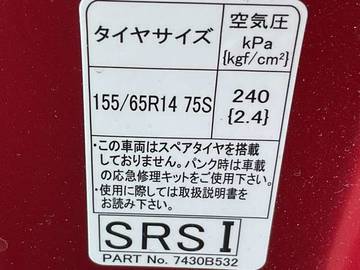 タイヤサイズ
空気圧
kPa
{kgf/cm²}
155/65R14 75S
240
{2.4}
・この車両はスペアタイヤを搭載
しておりません。パンク時は車載
の応急修理キットをご使用下さい。
・使用に際しては取扱説明書を
お読み下さい。
SRS I
PART No. 7430B532